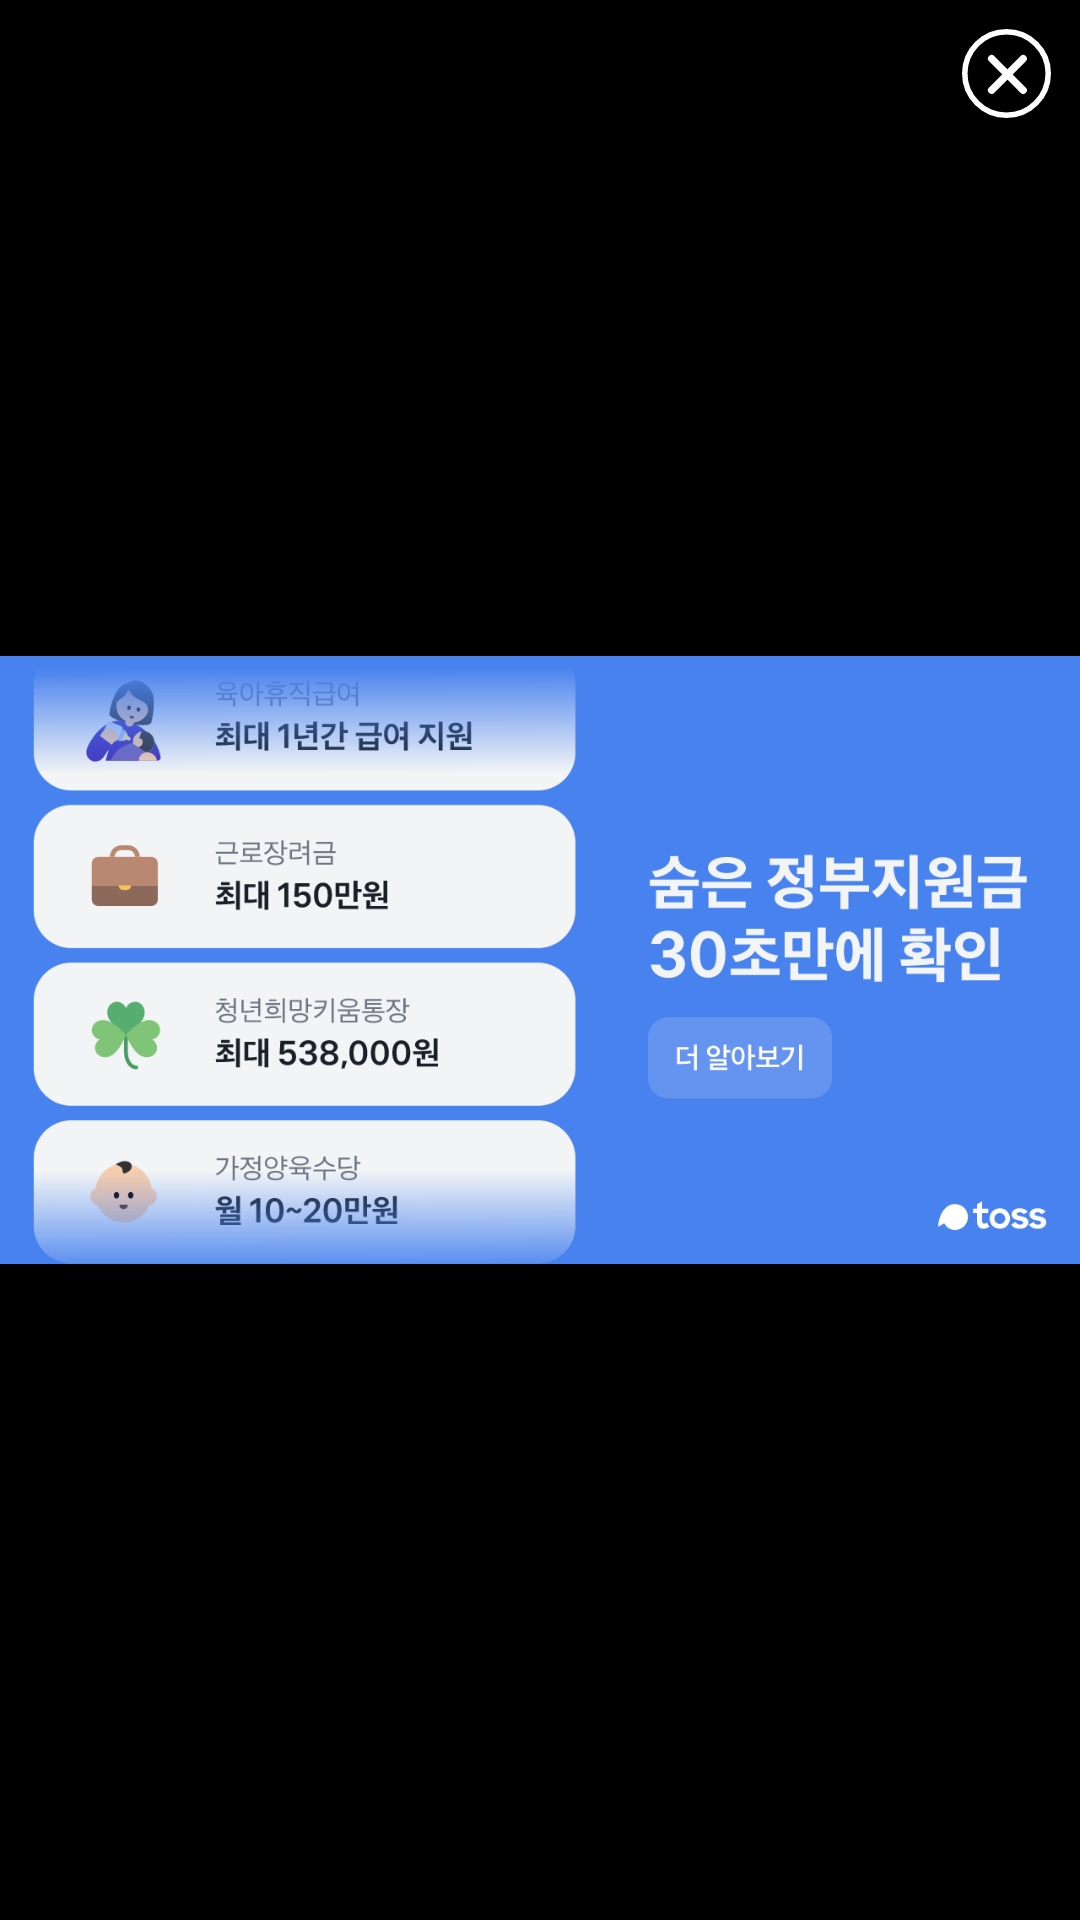 육아휴직급여
최대 1년간 급여 지원
근로장려금
최대 150만원
청년희망키움통장
최대 538,000원
가정양육수당
월 10~20만원
숨은 정부지원금
30초만에 확인
더 알아보기
toss